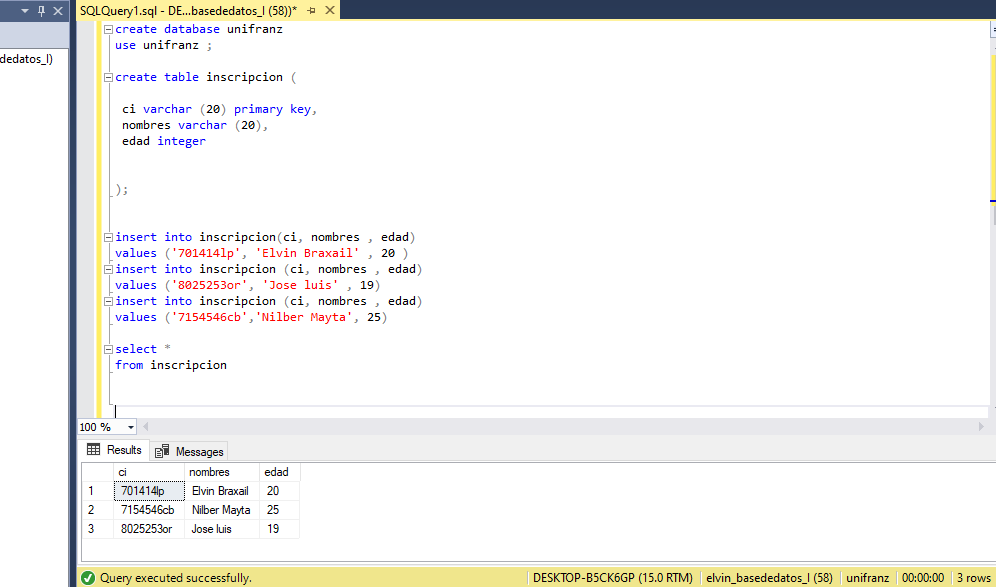 SQLQuery1.sql - DE...basededatos_I (58))*
dedatos_I)
create database unifranz
use unifranz ;
create table inscripcion (
ci varchar (20) primary key,
nombres varchar (20),
edad integer
);
insert into inscripcion(ci, nombres , edad)
values ('701414lp', 'Elvin Braxail' , 20 )
insert into inscripcion (ci, nombres , edad)
values ('8025253or', 'Jose luis' , 19)
insert into inscripcion (ci, nombres , edad)
values ('7154546cb','Nilber Mayta', 25)
select *
from inscripcion
100 %
Results Messages
ci nombres edad
1 701414lp Elvin Braxail 20
2 7154546cb Nilber Mayta 25
3 8025253or Jose luis 19
Query executed successfully. DESKTOP-B5CK6GP (15.0 RTM) elvin_basededatos_I (58) unifranz 00:00:00 3 rows